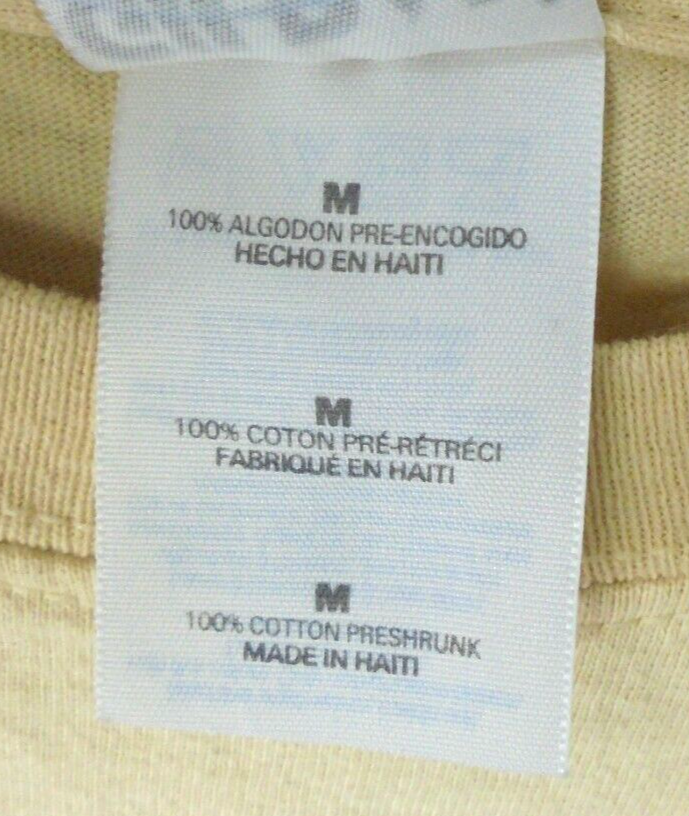 M
100% ALGODON PRE-ENCOGIDO
HECHO EN HAITI
M
100% COTON PRÉ-RÉTRÉCI
FABRIQUÉ EN HAITI
M
100% COTTON PRESHRUNK
MADE IN HAITI